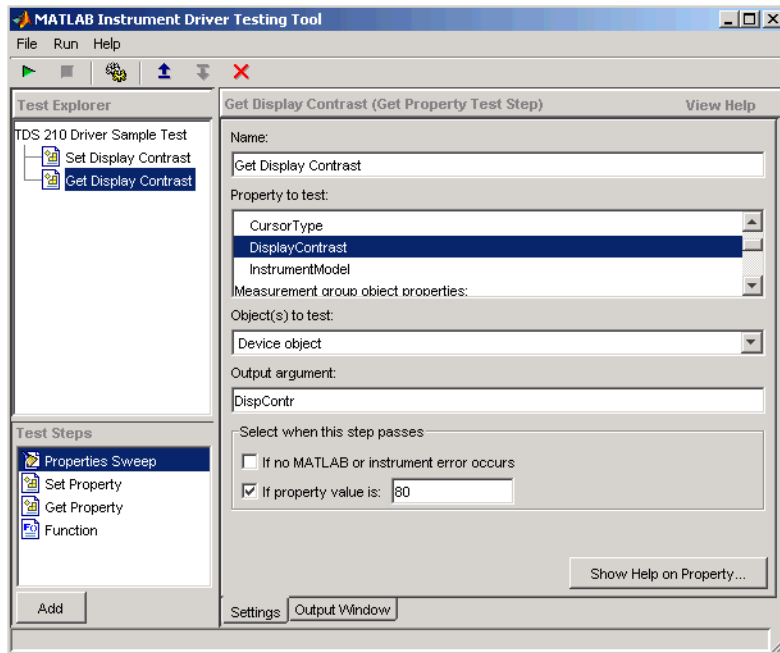 MATLAB Instrument Driver Testing Tool
File Run Help
Test Explorer
TDS 210 Driver Sample Test
Set Display Contrast
Get Display Contrast
Test Steps
Properties Sweep
Set Property
Get Property
Function
Add
Get Display Contrast (Get Property Test Step) View Help
Name:
Get Display Contrast
Property to test:
CursorType
DisplayContrast
InstrumentModel
Measurement group object properties:
Object(s) to test:
Device object
Output argument:
DispContr
Select when this step passes
If no MATLAB or instrument error occurs
If property value is: 80
Show Help on Property...
Settings Output Window